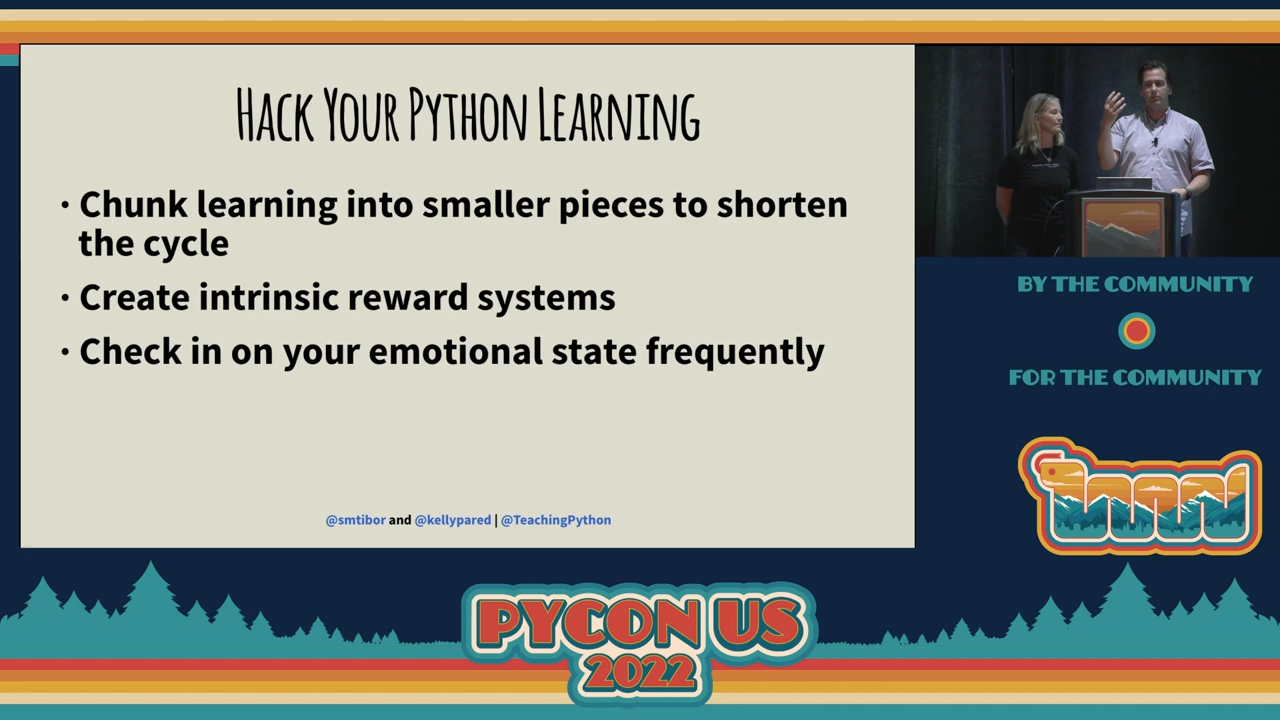 Hack Your Python Learning
· Chunk learning into smaller pieces to shorten
the cycle
· Create intrinsic reward systems
· Check in on your emotional state frequently
@smtibor and @kellypared | @TeachingPython
BY THE COMMUNITY
FOR THE COMMUNITY
PYCON US
2022